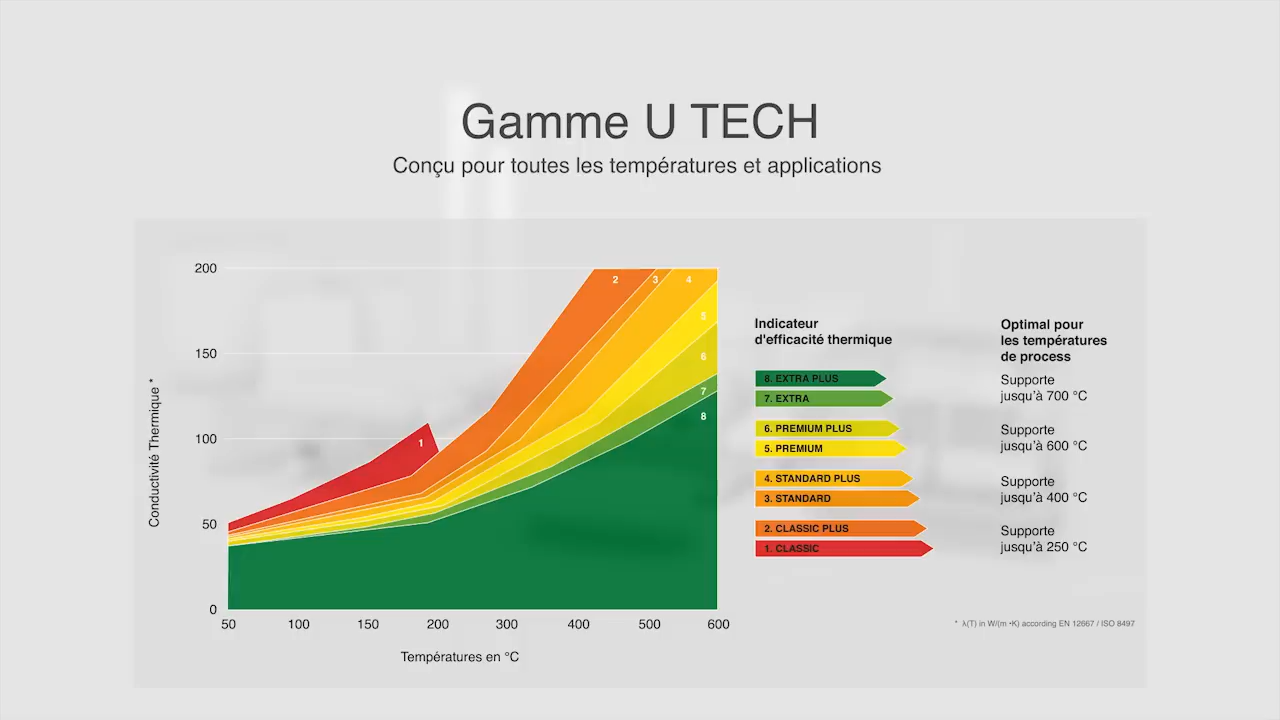 Gamme U TECH
Conçu pour toutes les températures et applications
200
150
100
50
0
Conductivité Thermique *
50 100 150 200 300 400 500 600
Températures en °C
1
2
3
4
5
6
7
8
Indicateur
d'efficacité thermique
8. EXTRA PLUS
7. EXTRA
6. PREMIUM PLUS
5. PREMIUM
4. STANDARD PLUS
3. STANDARD
2. CLASSIC PLUS
1. CLASSIC
Optimal pour
les températures
de process
Supporte
jusqu'à 700 °C
Supporte
jusqu'à 600 °C
Supporte
jusqu'à 400 °C
Supporte
jusqu'à 250 °C
* λ(T) in W/(m •K) according EN 12667 / ISO 8497